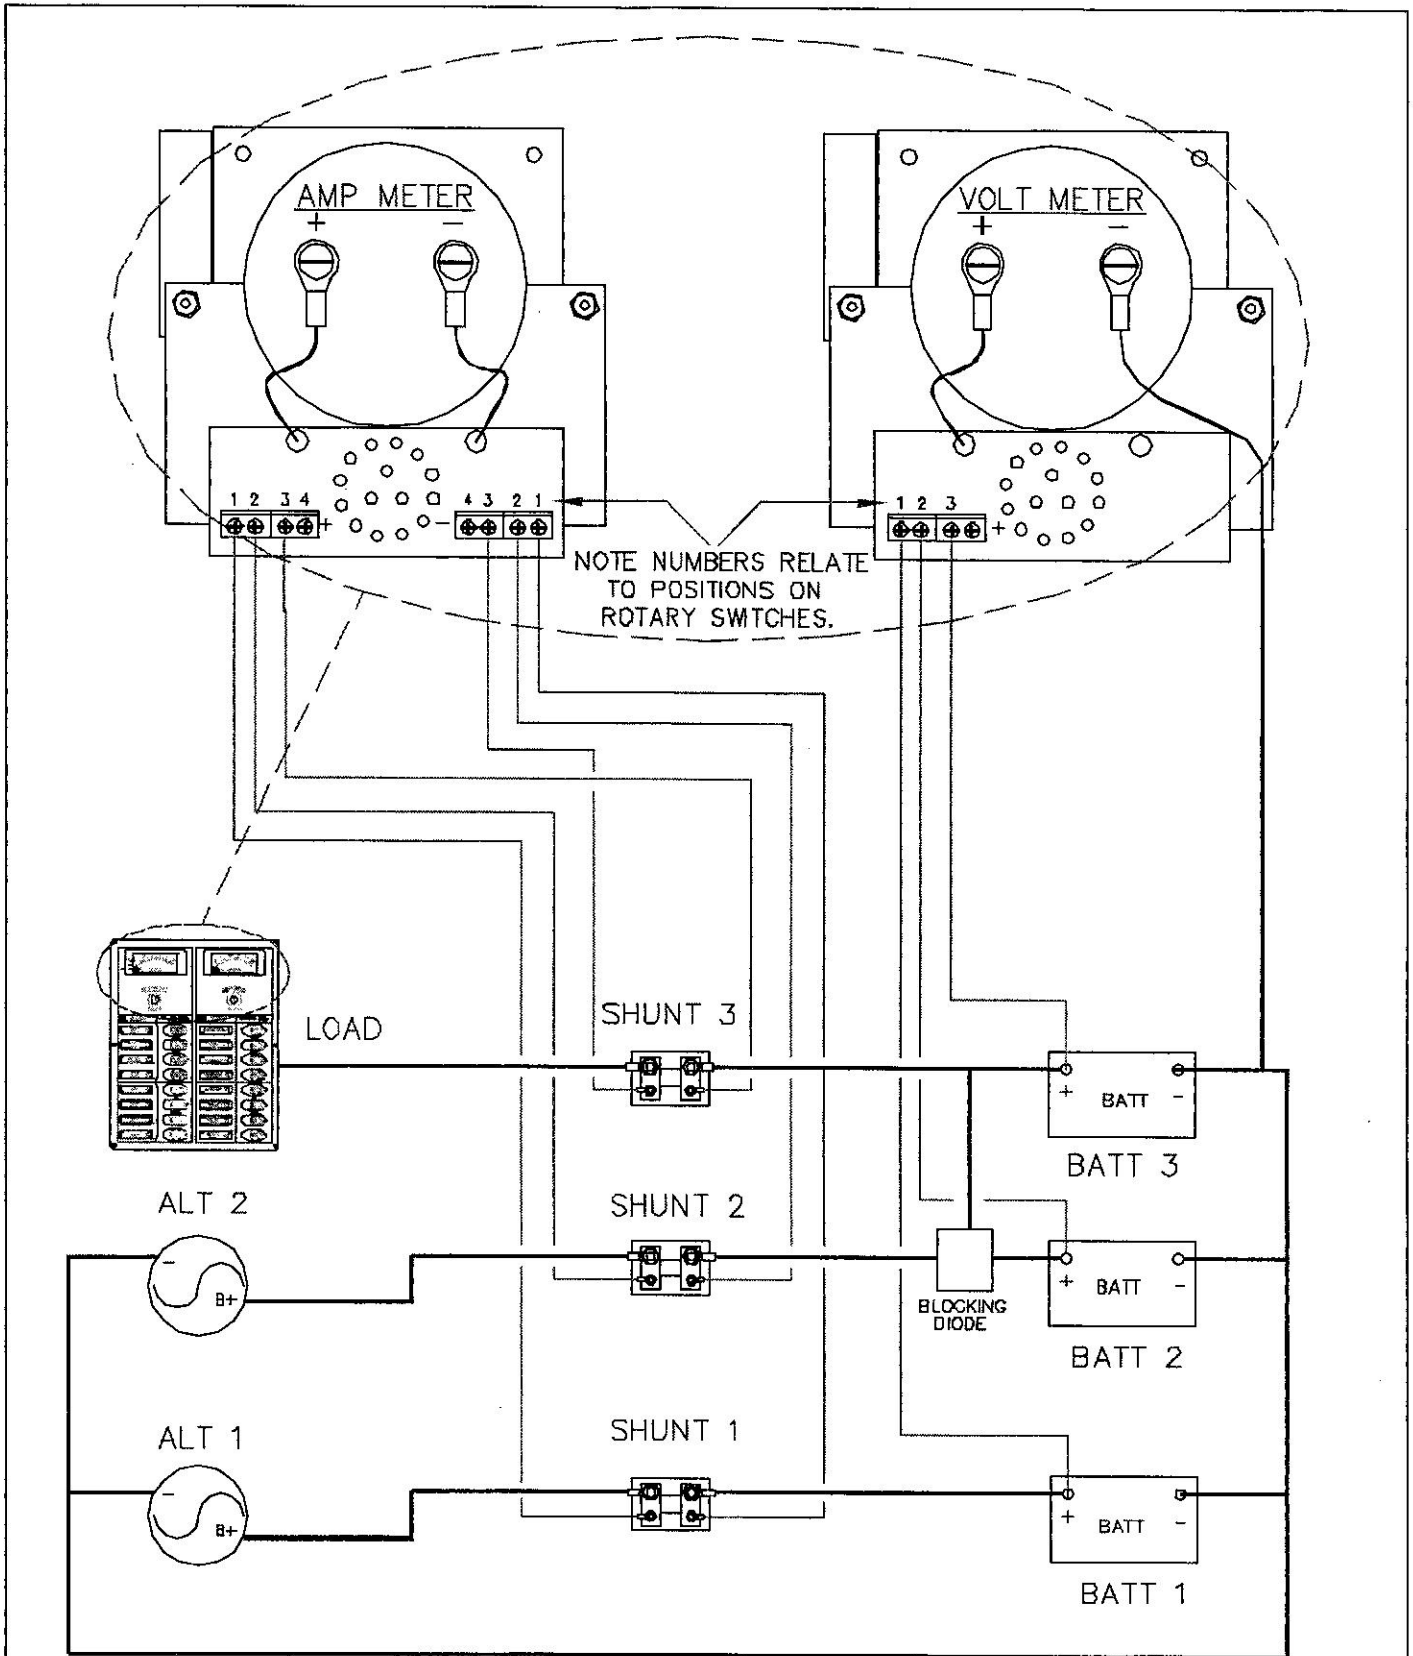 AMP METER
+ −
VOLT METER
+ −
1 2 3 4
+
−
4 3 2 1
1 2 3
+
NOTE NUMBERS RELATE
TO POSITIONS ON
ROTARY SWITCHES.
LOAD
SHUNT 3
+ BATT −
BATT 3
ALT 2
−
B+
SHUNT 2
BLOCKING
DIODE
+ BATT −
BATT 2
ALT 1
−
B+
SHUNT 1
+ BATT −
BATT 1